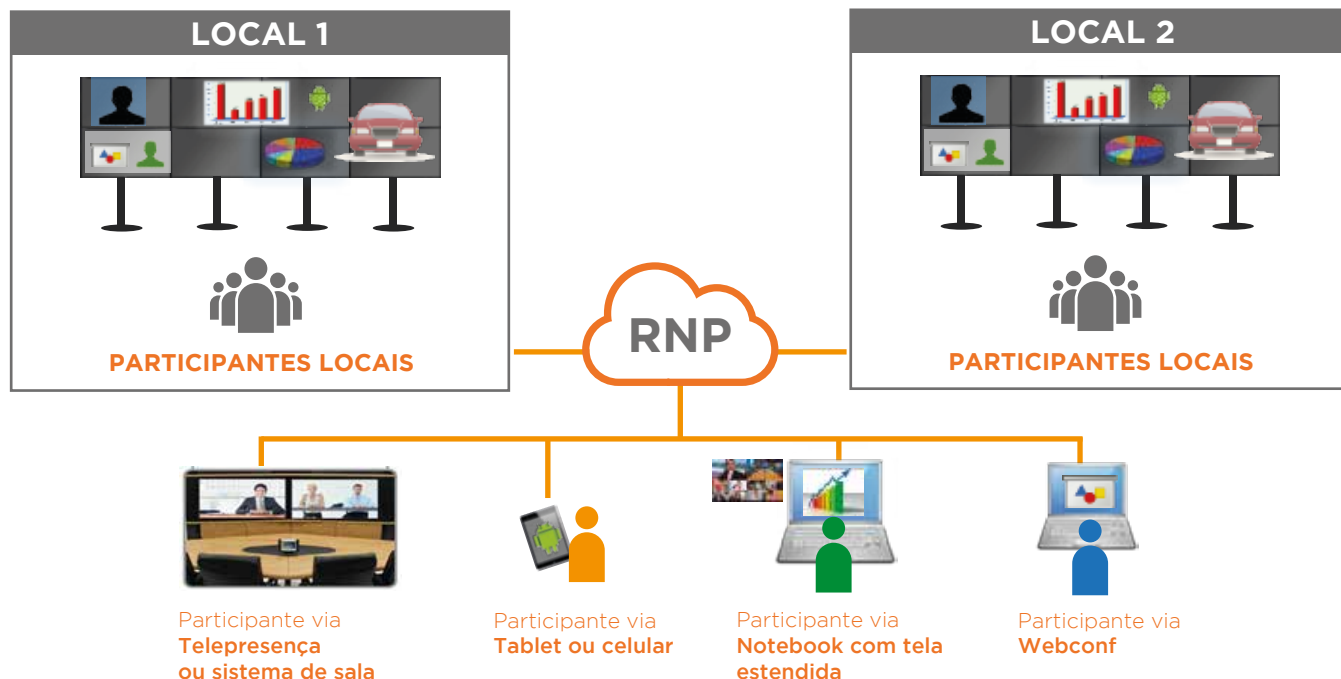 LOCAL 1
PARTICIPANTES LOCAIS
LOCAL 2
PARTICIPANTES LOCAIS
RNP
Participante via
Telepresença
ou sistema de sala
Participante via
Tablet ou celular
Participante via
Notebook com tela
estendida
Participante via
Webconf